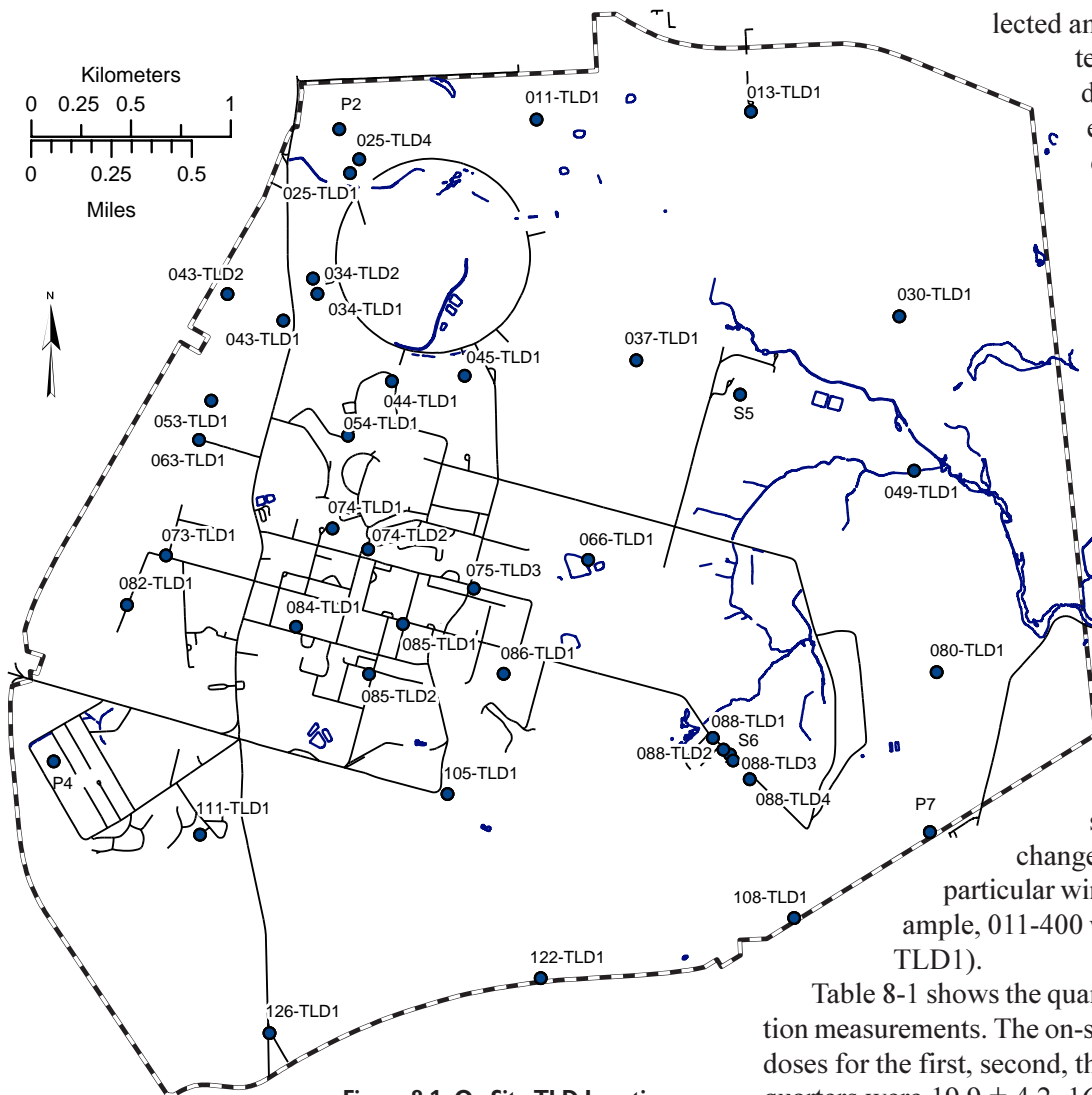 Kilometers
0 0.25 0.5 1
0 0.25 0.5
Miles
N
P2
011-TLD1
013-TLD1
025-TLD4
025-TLD1
043-TLD2
034-TLD2
034-TLD1
043-TLD1
030-TLD1
037-TLD1
045-TLD1
044-TLD1
S5
053-TLD1
054-TLD1
063-TLD1
049-TLD1
074-TLD1
073-TLD1
074-TLD2
066-TLD1
075-TLD3
082-TLD1
084-TLD1
085-TLD1
086-TLD1
080-TLD1
085-TLD2
088-TLD1
S6
088-TLD2
088-TLD3
105-TLD1
P4
088-TLD4
111-TLD1
P7
108-TLD1
122-TLD1
126-TLD1
lected an
change
particular
ample, 011-400
TLD1).
Table 8-1 shows the
tion measurements. The
doses for the first, second,